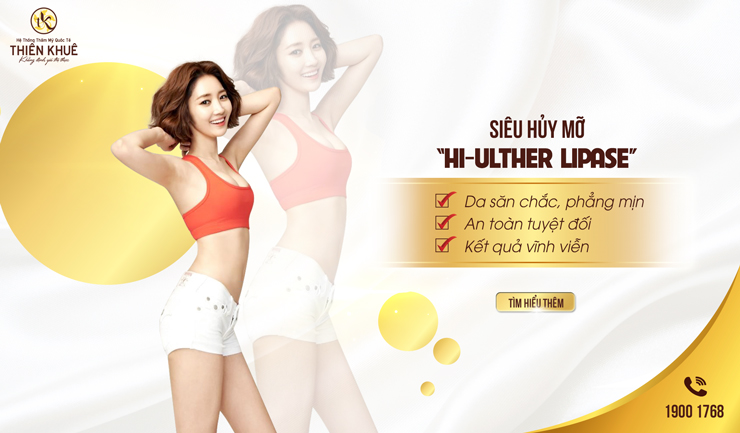 Hệ Thống Thẩm Mỹ Quốc Tế
THIÊN KHUÊ
SIÊU HỦY MỠ
“HI-ULTHER LIPASE”
Da săn chắc, phẳng mịn
An toàn tuyệt đối
Kết quả vĩnh viễn
TÌM HIỂU THÊM
1900 1768